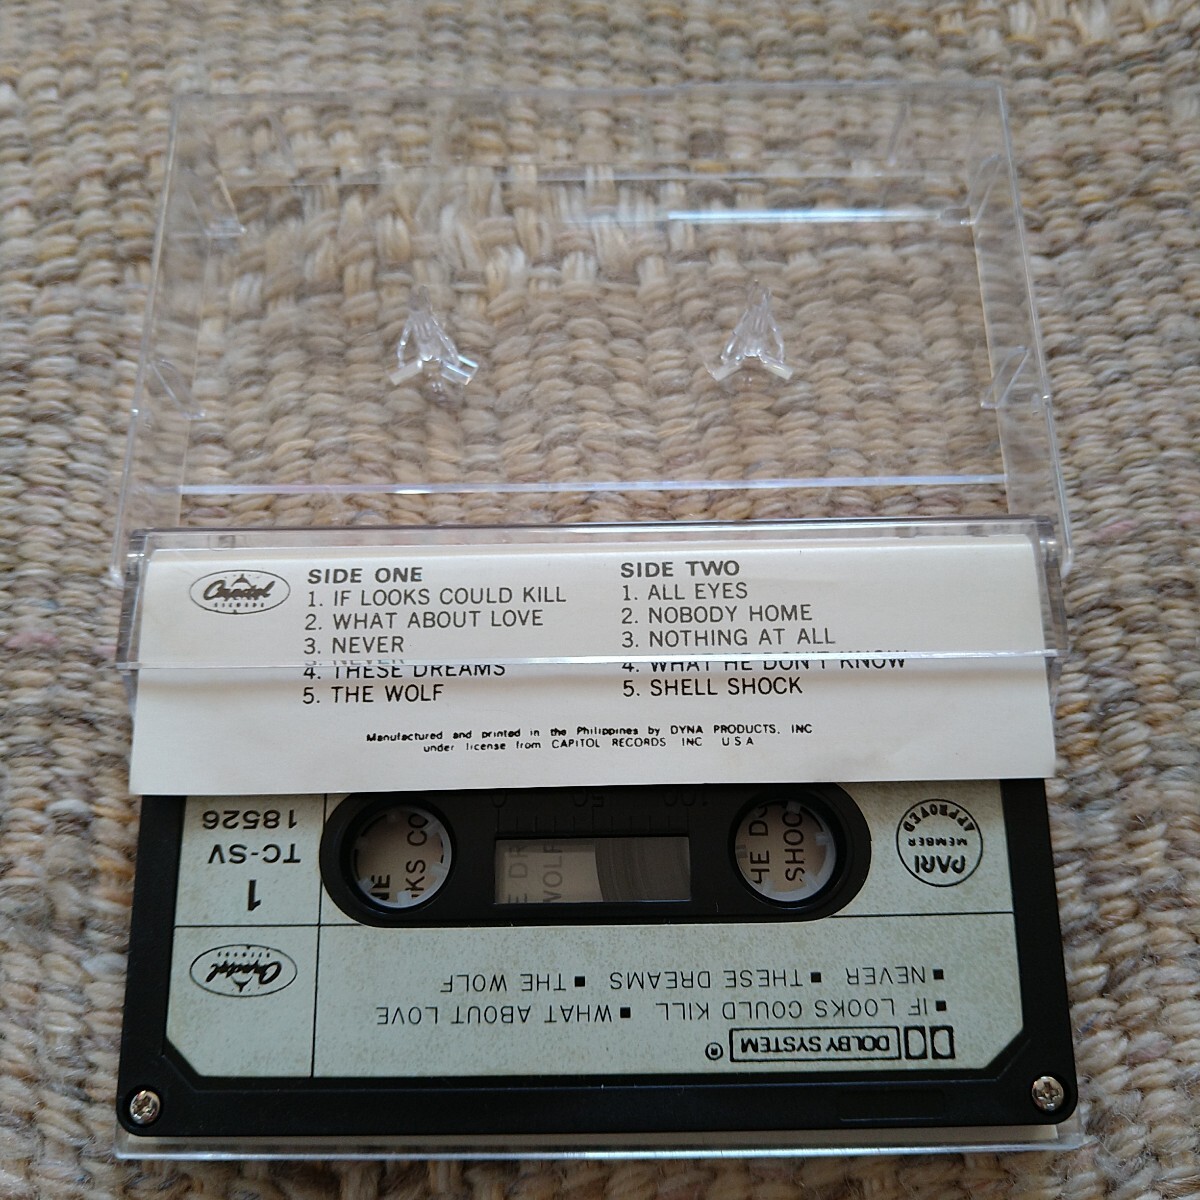 Capitol
RECORDS
SIDE ONE
1. IF LOOKS COULD KILL
2. WHAT ABOUT LOVE
3. NEVER
4. THESE DREAMS
5. THE WOLF
SIDE TWO
1. ALL EYES
2. NOBODY HOME
3. NOTHING AT ALL
4. WHAT HE DON'T KNOW
5. SHELL SHOCK
Manufactured and printed in the Philippines by DYNA PRODUCTS, INC
under license from CAPITOL RECORDS INC U S A
DOLBY SYSTEM ®
■ IF LOOKS COULD KILL ■ WHAT ABOUT LOVE
■ NEVER ■ THESE DREAMS ■ THE WOLF
Capitol
RECORDS
PARI
MEMBER
APPROVED
1
TC-SV
18526
100 50 0